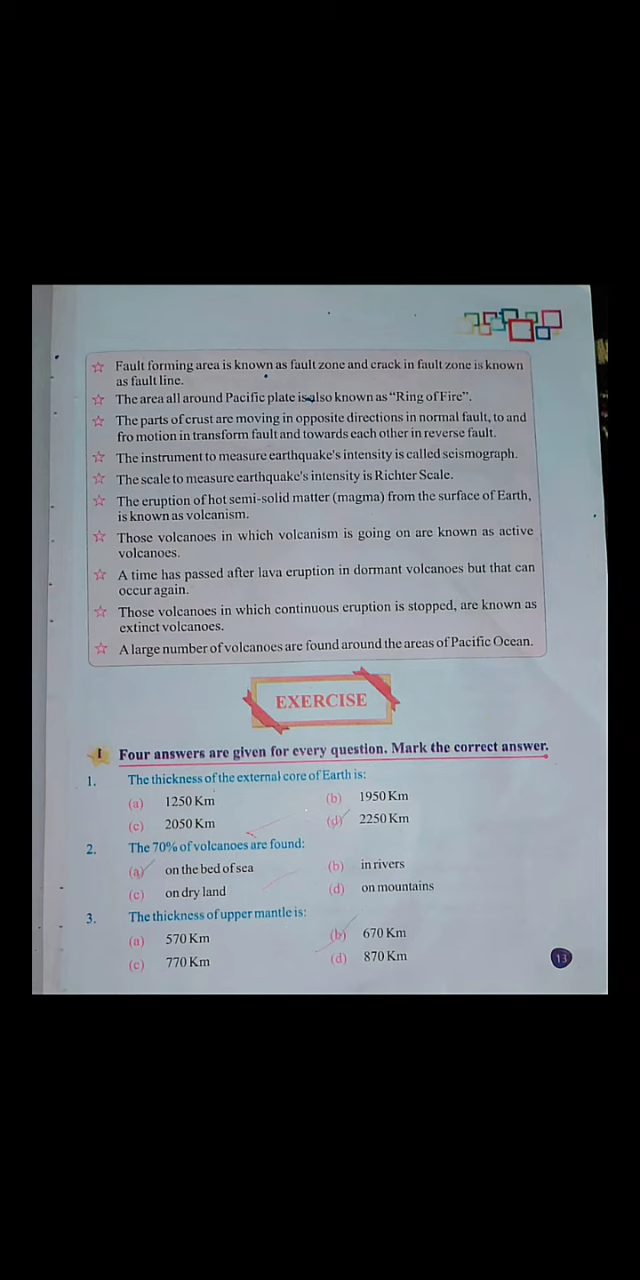 ☆ Fault forming area is known as fault zone and crack in fault zone is known
as fault line.
☆ The area all around Pacific plate is also known as “Ring of Fire”.
☆ The parts of crust are moving in opposite directions in normal fault, to and
fro motion in transform fault and towards each other in reverse fault.
☆ The instrument to measure earthquake's intensity is called seismograph.
☆ The scale to measure earthquake's intensity is Richter Scale.
☆ The eruption of hot semi-solid matter (magma) from the surface of Earth,
is known as volcanism.
☆ Those volcanoes in which volcanism is going on are known as active
volcanoes.
☆ A time has passed after lava eruption in dormant volcanoes but that can
occur again.
☆ Those volcanoes in which continuous eruption is stopped, are known as
extinct volcanoes.
☆ A large number of volcanoes are found around the areas of Pacific Ocean.
EXERCISE
I Four answers are given for every question. Mark the correct answer.
1. The thickness of the external core of Earth is:
(a) 1250 Km (b) 1950 Km
(c) 2050 Km (d) 2250 Km
2. The 70% of volcanoes are found:
(a) on the bed of sea (b) in rivers
(c) on dry land (d) on mountains
3. The thickness of upper mantle is:
(a) 570 Km (b) 670 Km
(c) 770 Km (d) 870 Km
13